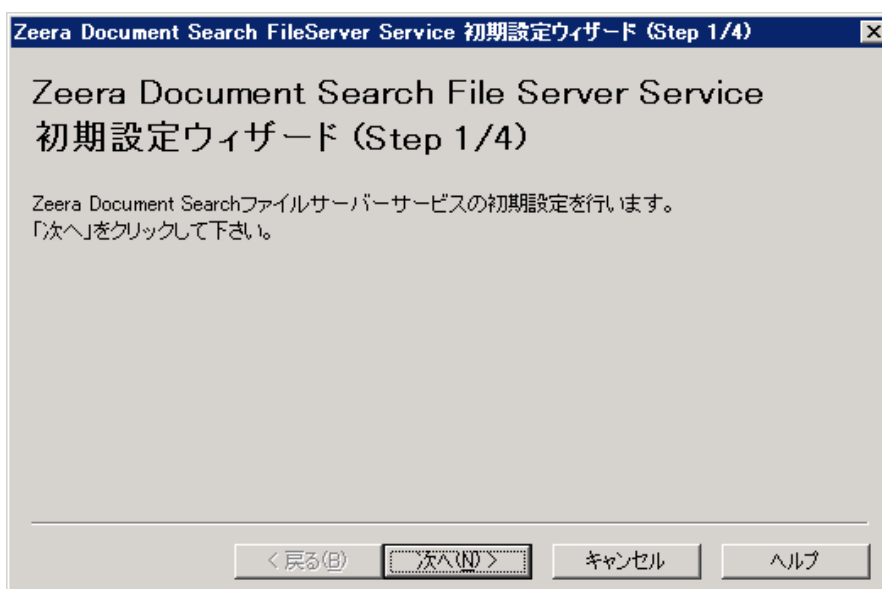 Zeera Document Search FileServer Service 初期設定ウィザード (Step 1/4)
Zeera Document Search File Server Service
初期設定ウィザード (Step 1/4)
Zeera Document Searchファイルサーバーサービスの初期設定を行います。
「次へ」をクリックして下さい。
< 戻る(B) 次へ(N) > キャンセル ヘルプ